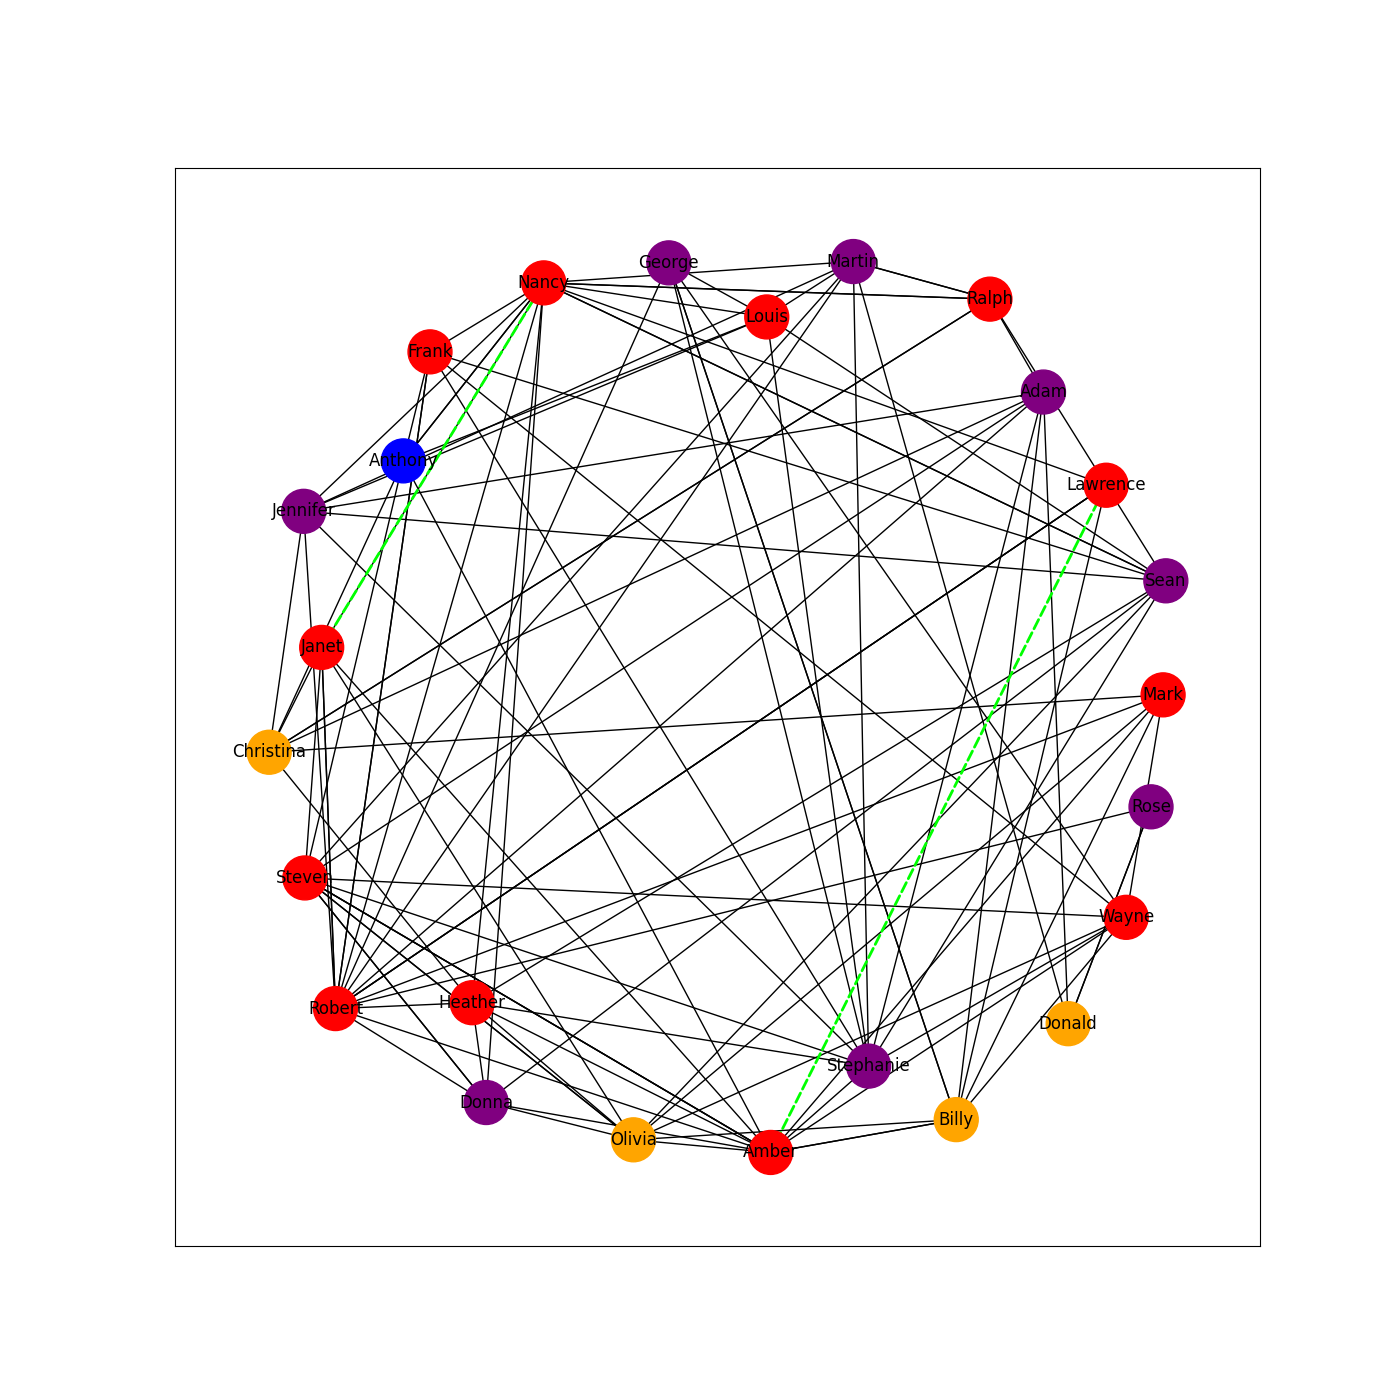 George
Martin
Nancy
Ralph
Louis
Frank
Adam
Anthony
Lawrence
Jennifer
Sean
Janet
Mark
Christina
Rose
Steven
Wayne
Heather
Robert
Donald
Stephanie
Donna
Billy
Olivia
Amber